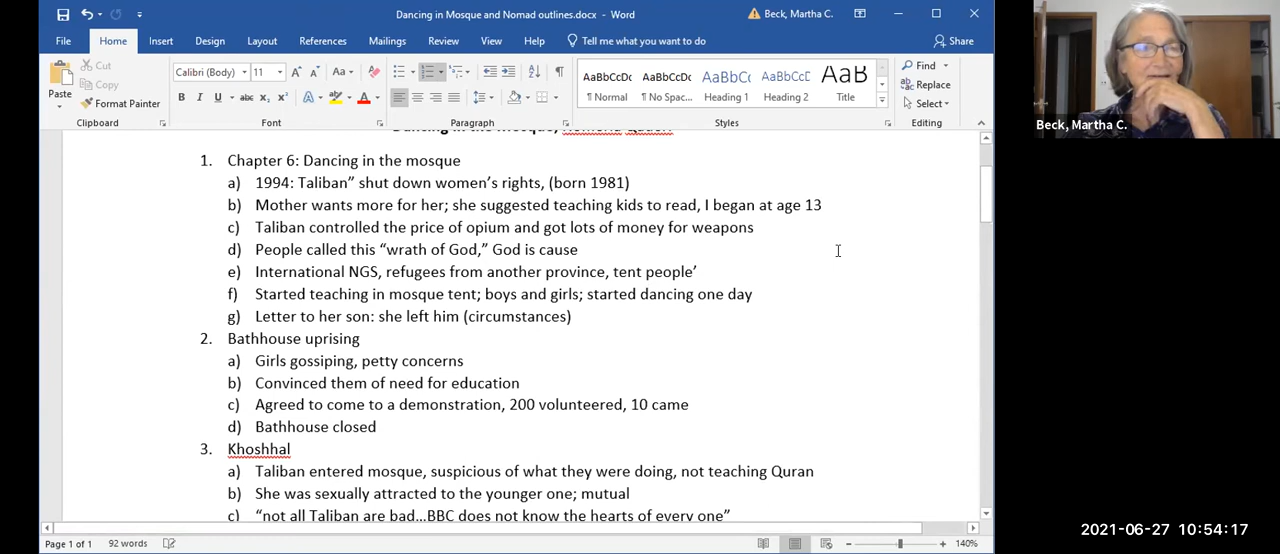 Dancing in Mosque and Nomad outlines.docx - Word
Beck, Martha C.
File Home Insert Design Layout References Mailings Review View Help Tell me what you want to do Share
Paste
Cut
Copy
Format Painter
Clipboard
Calibri (Body) 11
B I U abc X2 X2
Font
Paragraph
AaBbCcDc AaBbCcDc AaBbCc AaBbCcD AaB
¶ Normal ¶ No Spac... Heading 1 Heading 2 Title
Styles
Find
Replace
Select
Editing
1. Chapter 6: Dancing in the mosque
a) 1994: Taliban” shut down women’s rights, (born 1981)
b) Mother wants more for her; she suggested teaching kids to read, I began at age 13
c) Taliban controlled the price of opium and got lots of money for weapons
d) People called this “wrath of God,” God is cause
e) International NGS, refugees from another province, tent people’
f) Started teaching in mosque tent; boys and girls; started dancing one day
g) Letter to her son: she left him (circumstances)
2. Bathhouse uprising
a) Girls gossiping, petty concerns
b) Convinced them of need for education
c) Agreed to come to a demonstration, 200 volunteered, 10 came
d) Bathhouse closed
3. Khoshhal
a) Taliban entered mosque, suspicious of what they were doing, not teaching Quran
b) She was sexually attracted to the younger one; mutual
c) “not all Taliban are bad...BBC does not know the hearts of every one”
Page 1 of 1 92 words 140%
Beck, Martha C.
2021-06-27 10:54:17